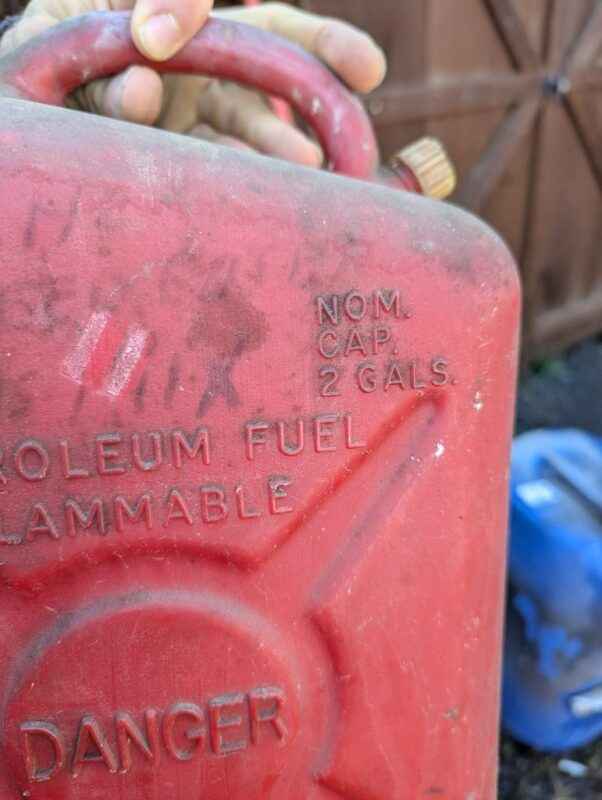 NOM.
CAP.
2 GALS.
ROLEUM FUEL
LAMMABLE
DANGER